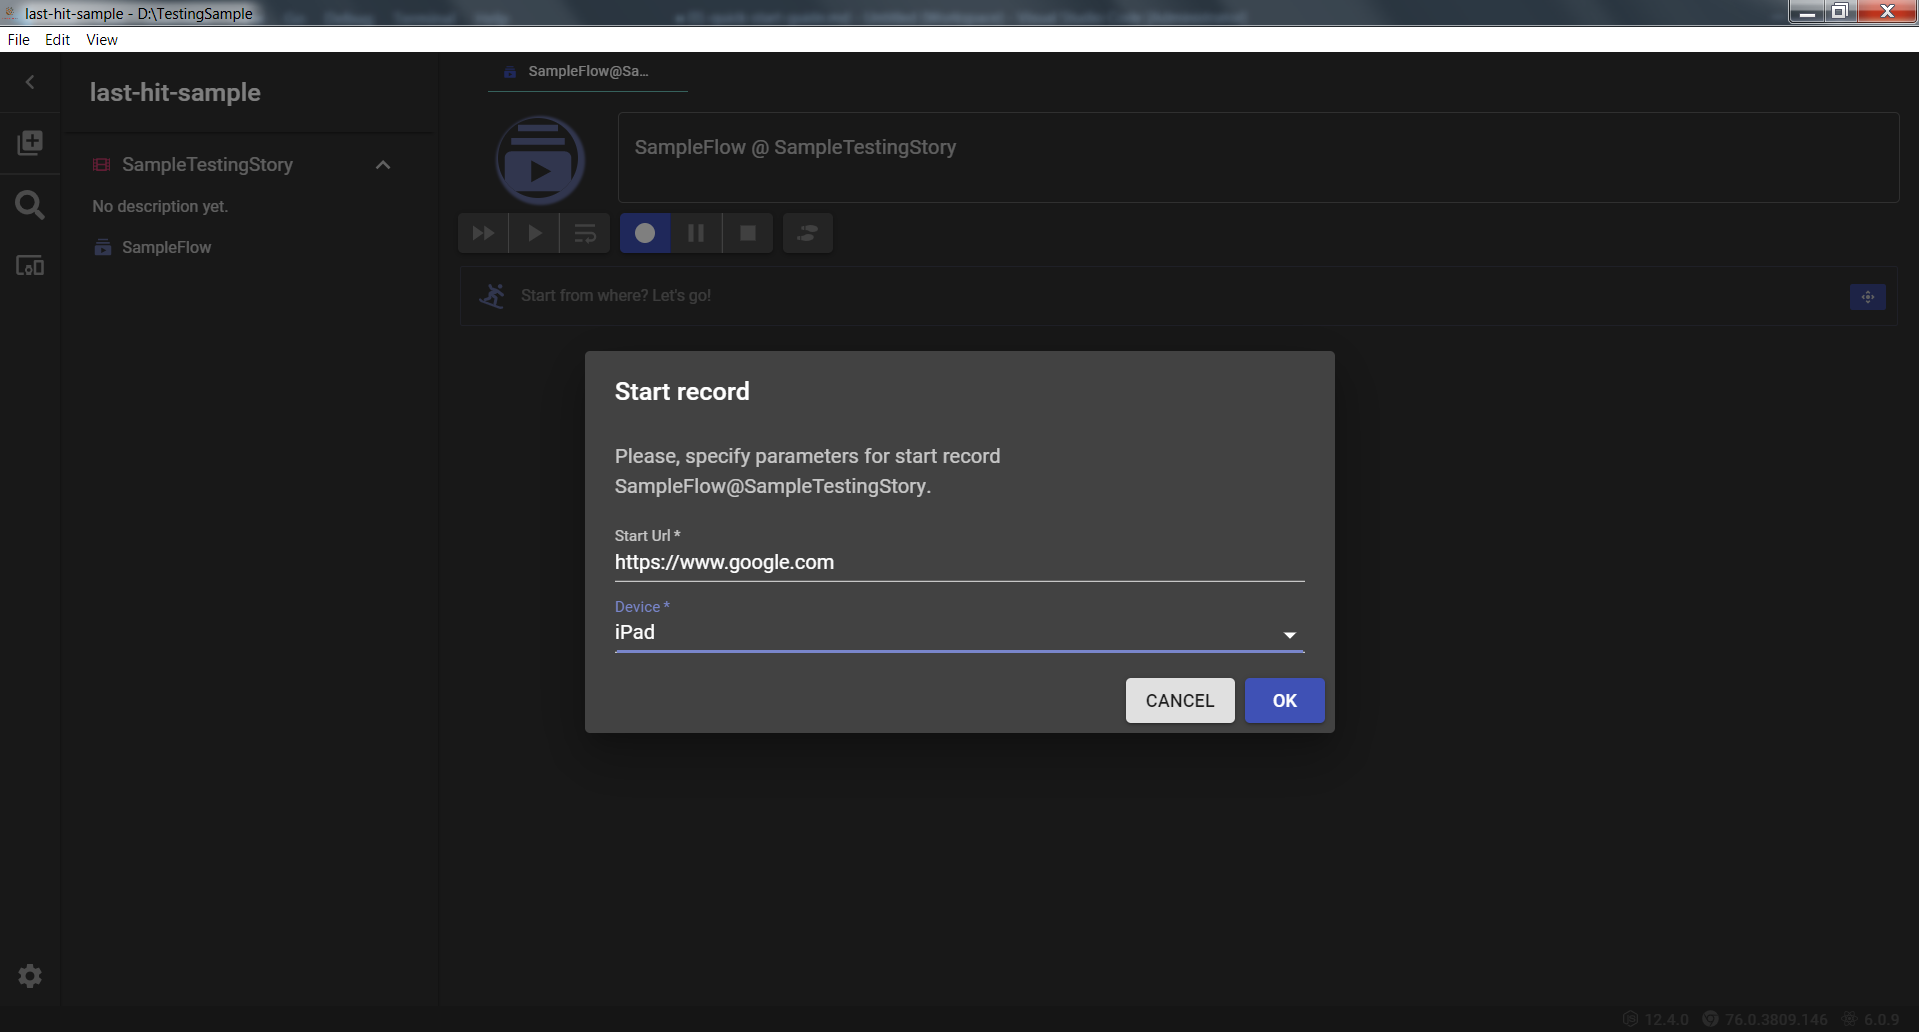 last-hit-sample - D:\TestingSample
File Edit View
last-hit-sample
SampleTestingStory
No description yet.
SampleFlow
SampleFlow@Sa...
SampleFlow @ SampleTestingStory
Start from where? Let's go!
Start record
Please, specify parameters for start record
SampleFlow@SampleTestingStory.
Start Url *
https://www.google.com
Device *
iPad
CANCEL OK
12.4.0 76.0.3809.146 6.0.9